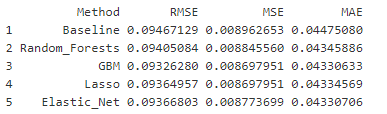 Method RMSE MSE MAE
1 Baseline 0.09467129 0.008962653 0.04475080
2 Random_Forests 0.09405084 0.008845560 0.04345886
3 GBM 0.09326280 0.008697951 0.04330633
4 Lasso 0.09364957 0.008697951 0.04334569
5 Elastic_Net 0.09366803 0.008773699 0.04330706